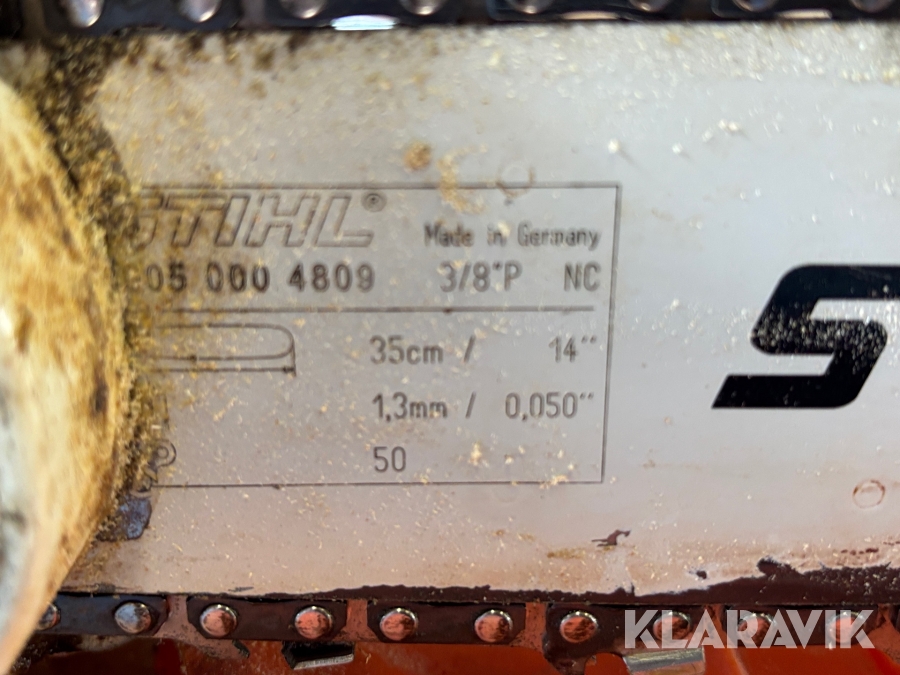 STIHL®
Made in Germany
05 000 4809
3/8"P NC
35cm / 14"
1,3mm / 0,050"
50
S
KLARAVIK